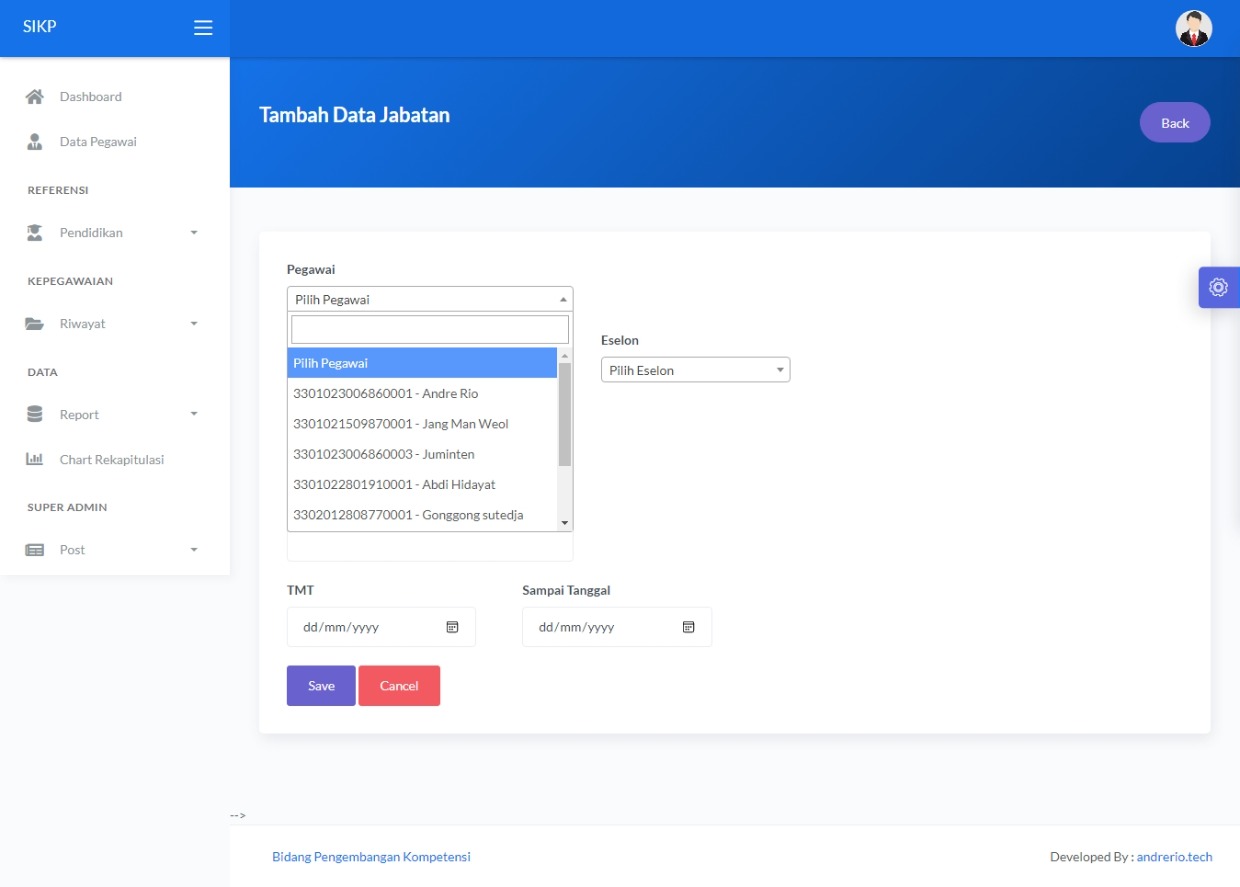 SIKP
Dashboard
Data Pegawai
REFERENSI
Pendidikan
KEPEGAWAIAN
Riwayat
DATA
Report
Chart Rekapitulasi
SUPER ADMIN
Post
Tambah Data Jabatan
Back
Pegawai
Pilih Pegawai
Pilih Pegawai
3301023006860001 - Andre Rio
3301021509870001 - Jang Man Weol
3301023006860003 - Juminten
3301022801910001 - Abdi Hidayat
3302012808770001 - Gonggong sutedja
Eselon
Pilih Eselon
TMT
Sampai Tanggal
dd/mm/yyyy
dd/mm/yyyy
Save
Cancel
-->
Bidang Pengembangan Kompetensi
Developed By : andrerio.tech